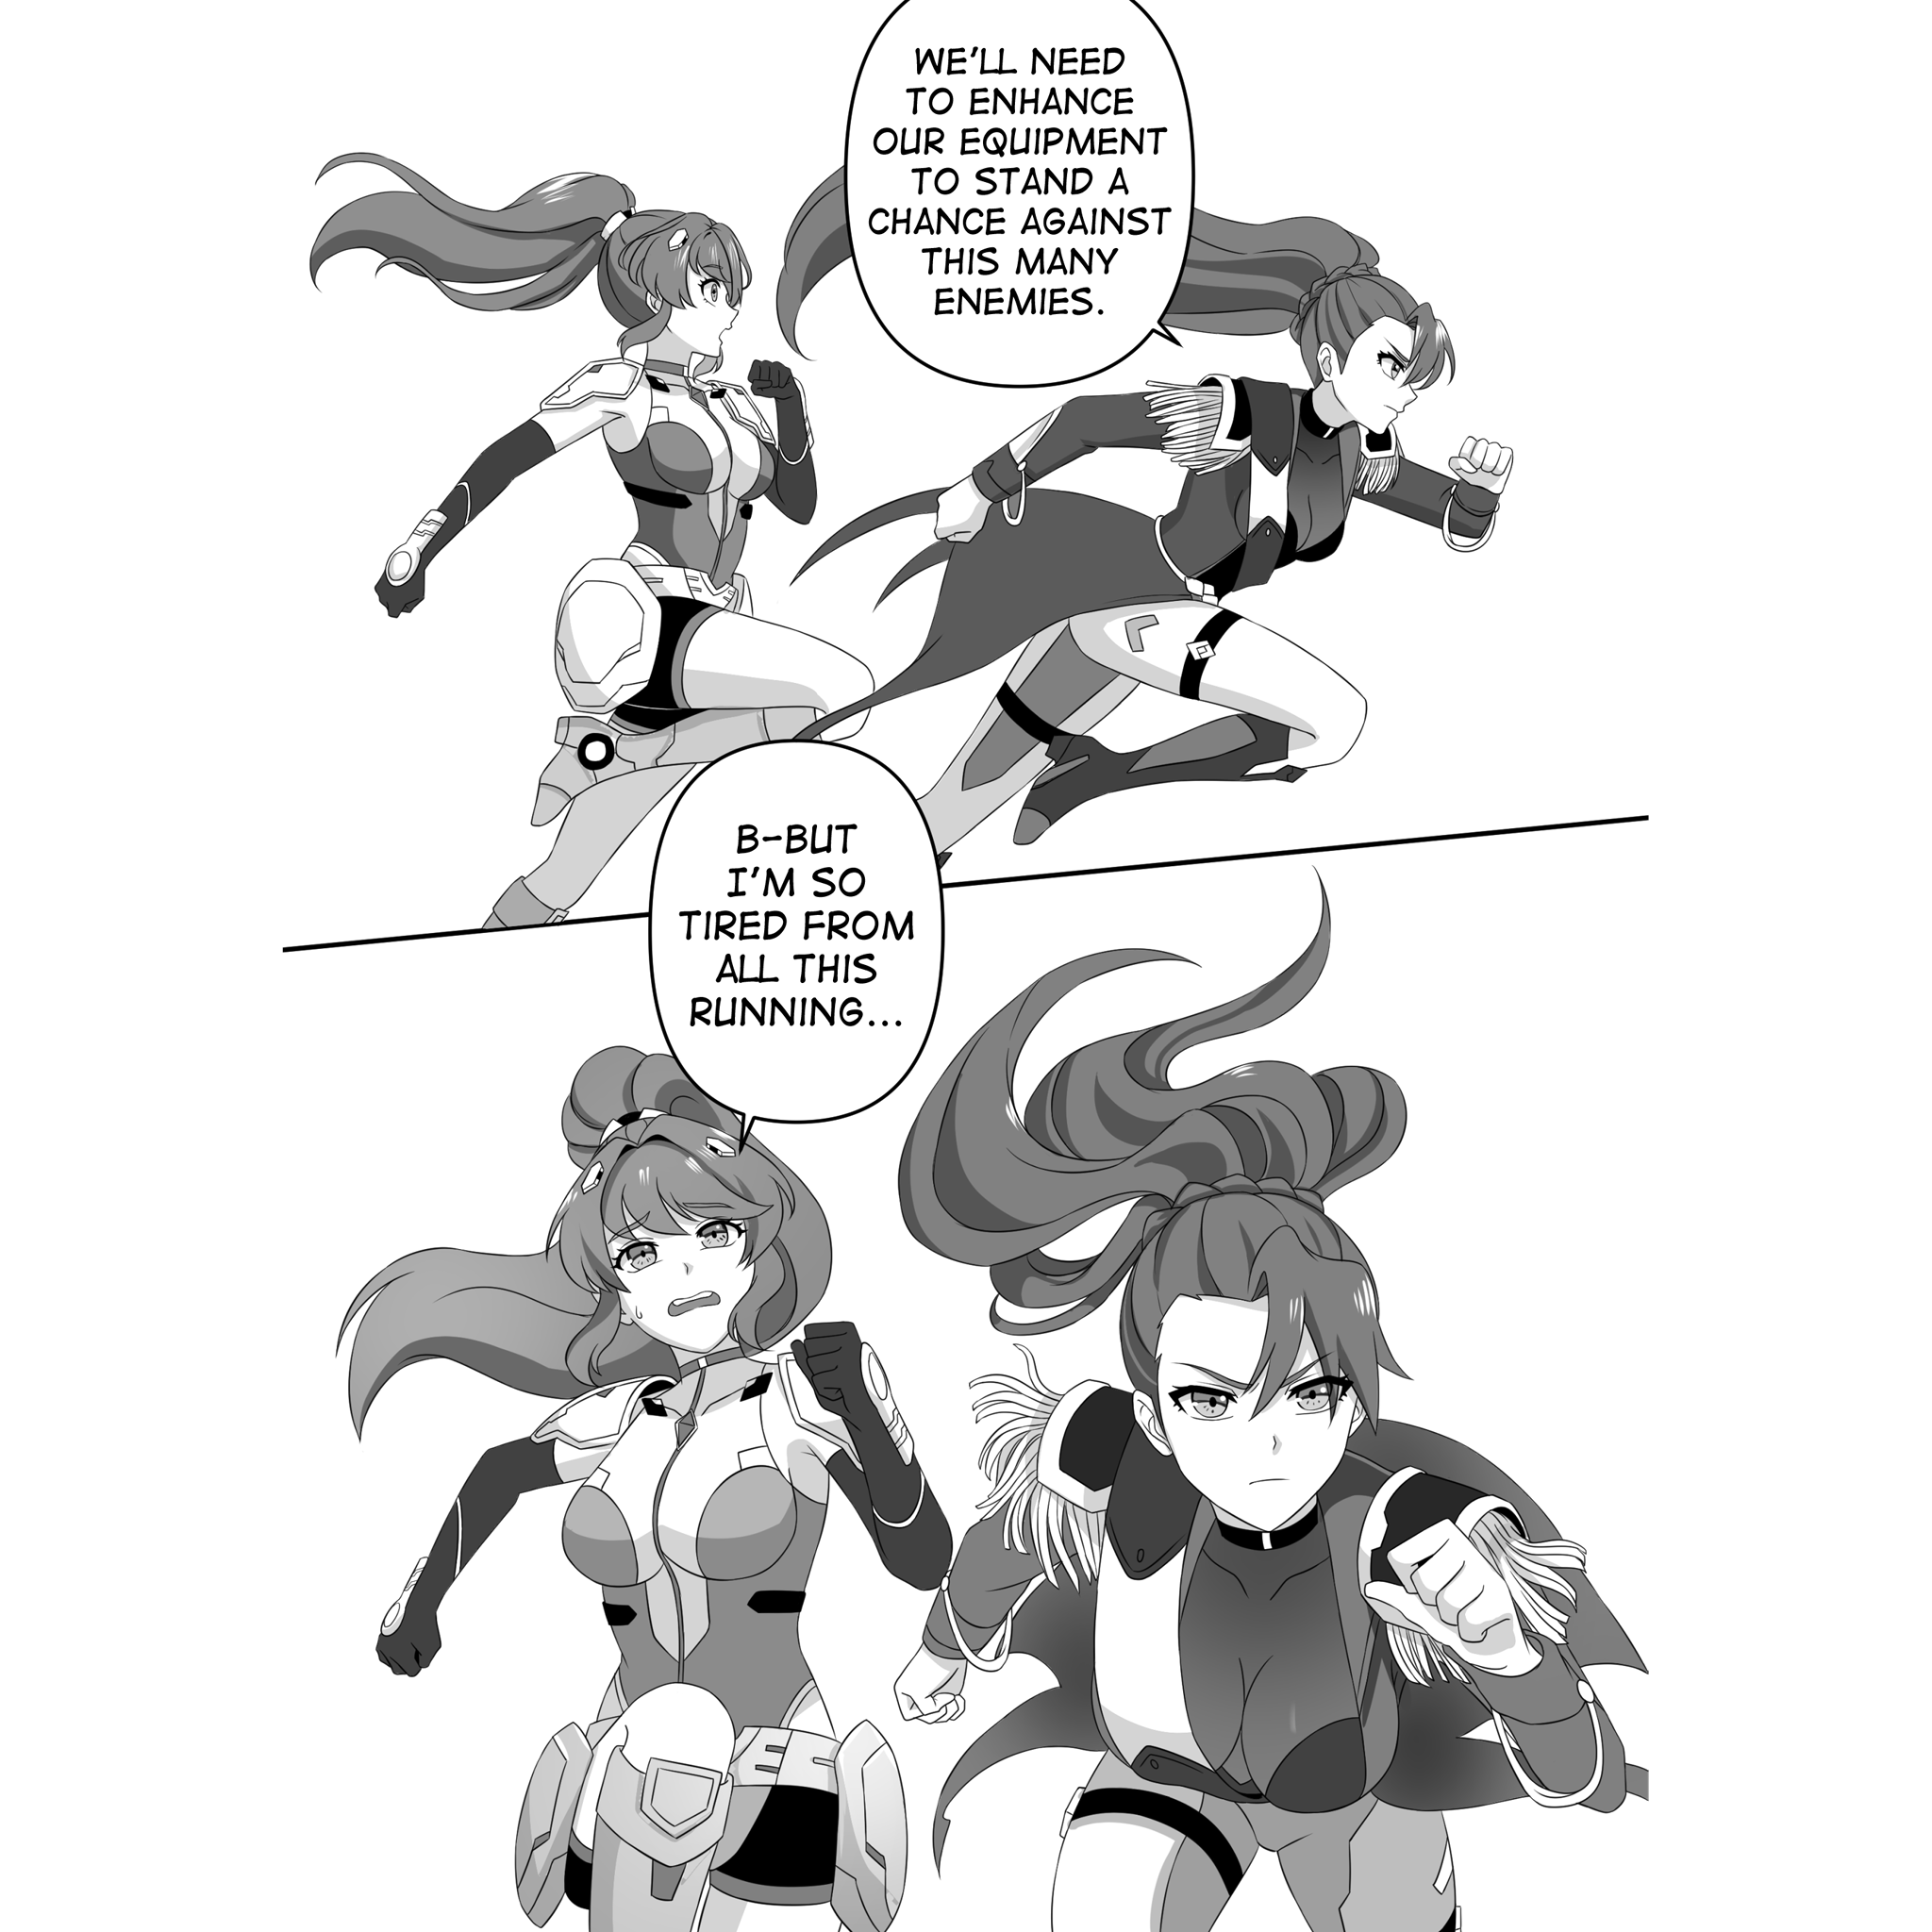 WE'LL NEED
TO ENHANCE
OUR EQUIPMENT
TO STAND A
CHANCE AGAINST
THIS MANY
ENEMIES.
B-BUT
I'M SO
TIRED FROM
ALL THIS
RUNNING...